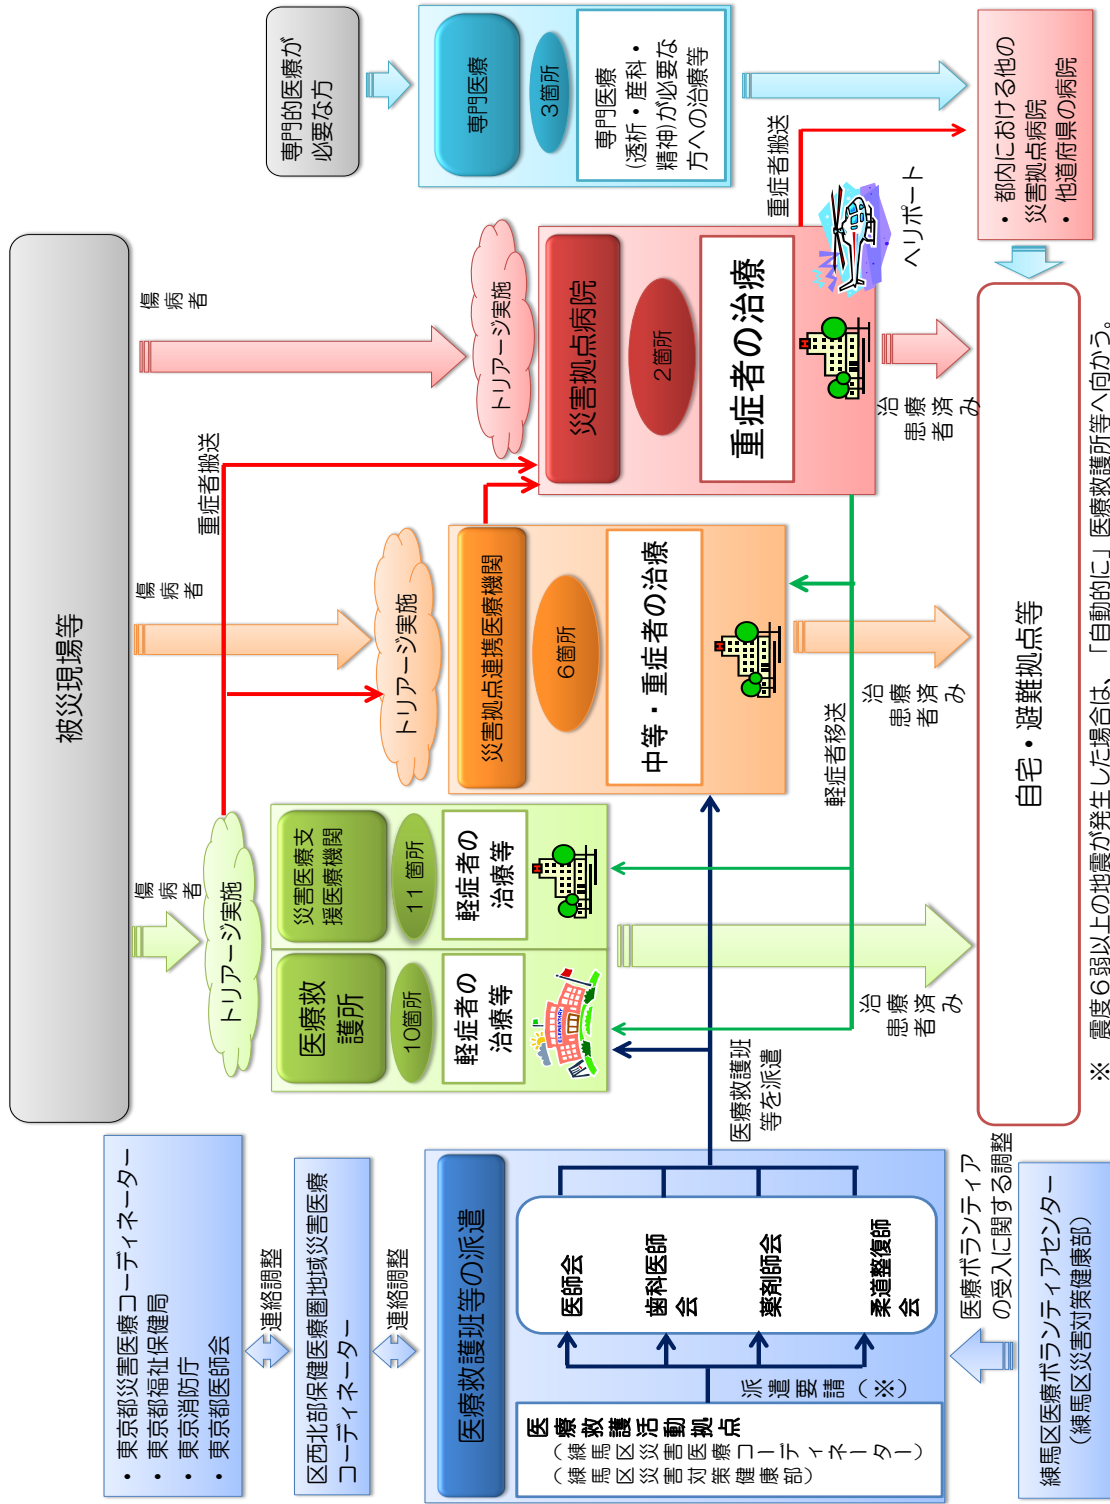 被災現場等
専門的医療が
必要な方
・ 東京都災害医療コーディネーター
・ 東京都福祉保健局
・ 東京消防庁
・ 東京都医師会
連絡調整
区西北部保健医療圏地域災害医療
コーディネーター
連絡調整
医療救護班等の派遣
医療救護活動拠点
（練馬区災害医療コーディネーター）
（練馬区災害対策健康部）
派遣要請（※）
医師会
歯科医師
会
薬剤師会
柔道整復師
会
医療ボランティア
の受入に関する調整
練馬区医療ボランティアセンター
（練馬区災害対策健康部）
医療救護班
等を派遣
傷病者
トリアージ実施
医療救
護所
10箇所
軽症者の
治療等
災害医療支
援医療機関
11箇所
軽症者の
治療等
治療済み
患者
傷病者
トリアージ実施
災害拠点連携医療機関
6箇所
中等・重症者の治療
治療済み
患者
重症者搬送
軽症者移送
傷病者
トリアージ実施
災害拠点病院
2箇所
重症者の治療
ヘリポート
治療済み
患者
重症者搬送
専門医療
3箇所
専門医療
(透析・産科・
精神)が必要な
方への治療等
・ 都内における他の
災害拠点病院
・ 他道府県の病院
自宅・避難拠点等
※ 震度６弱以上の地震が発生した場合は、「自動的に」医療救護所等へ向かう。